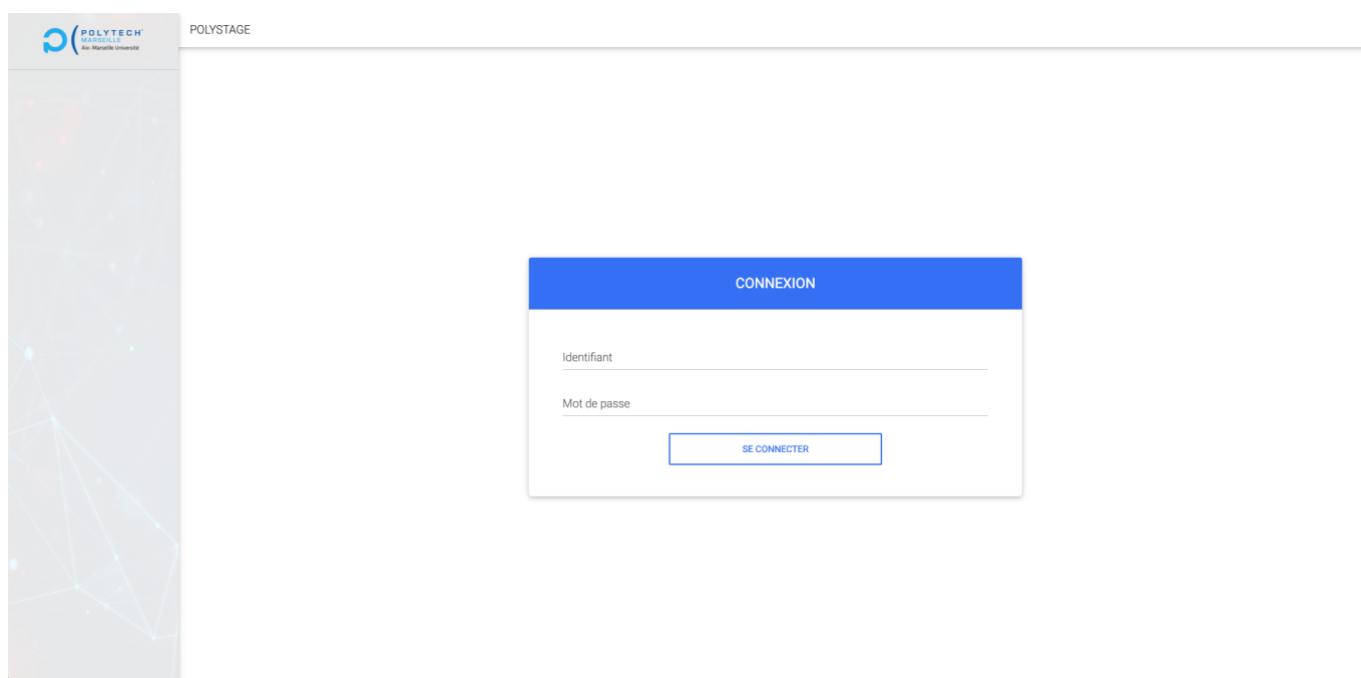 POLYTECH
MARSEILLE
Aix-Marseille Université
POLYSTAGE
CONNEXION
Identifiant
Mot de passe
SE CONNECTER